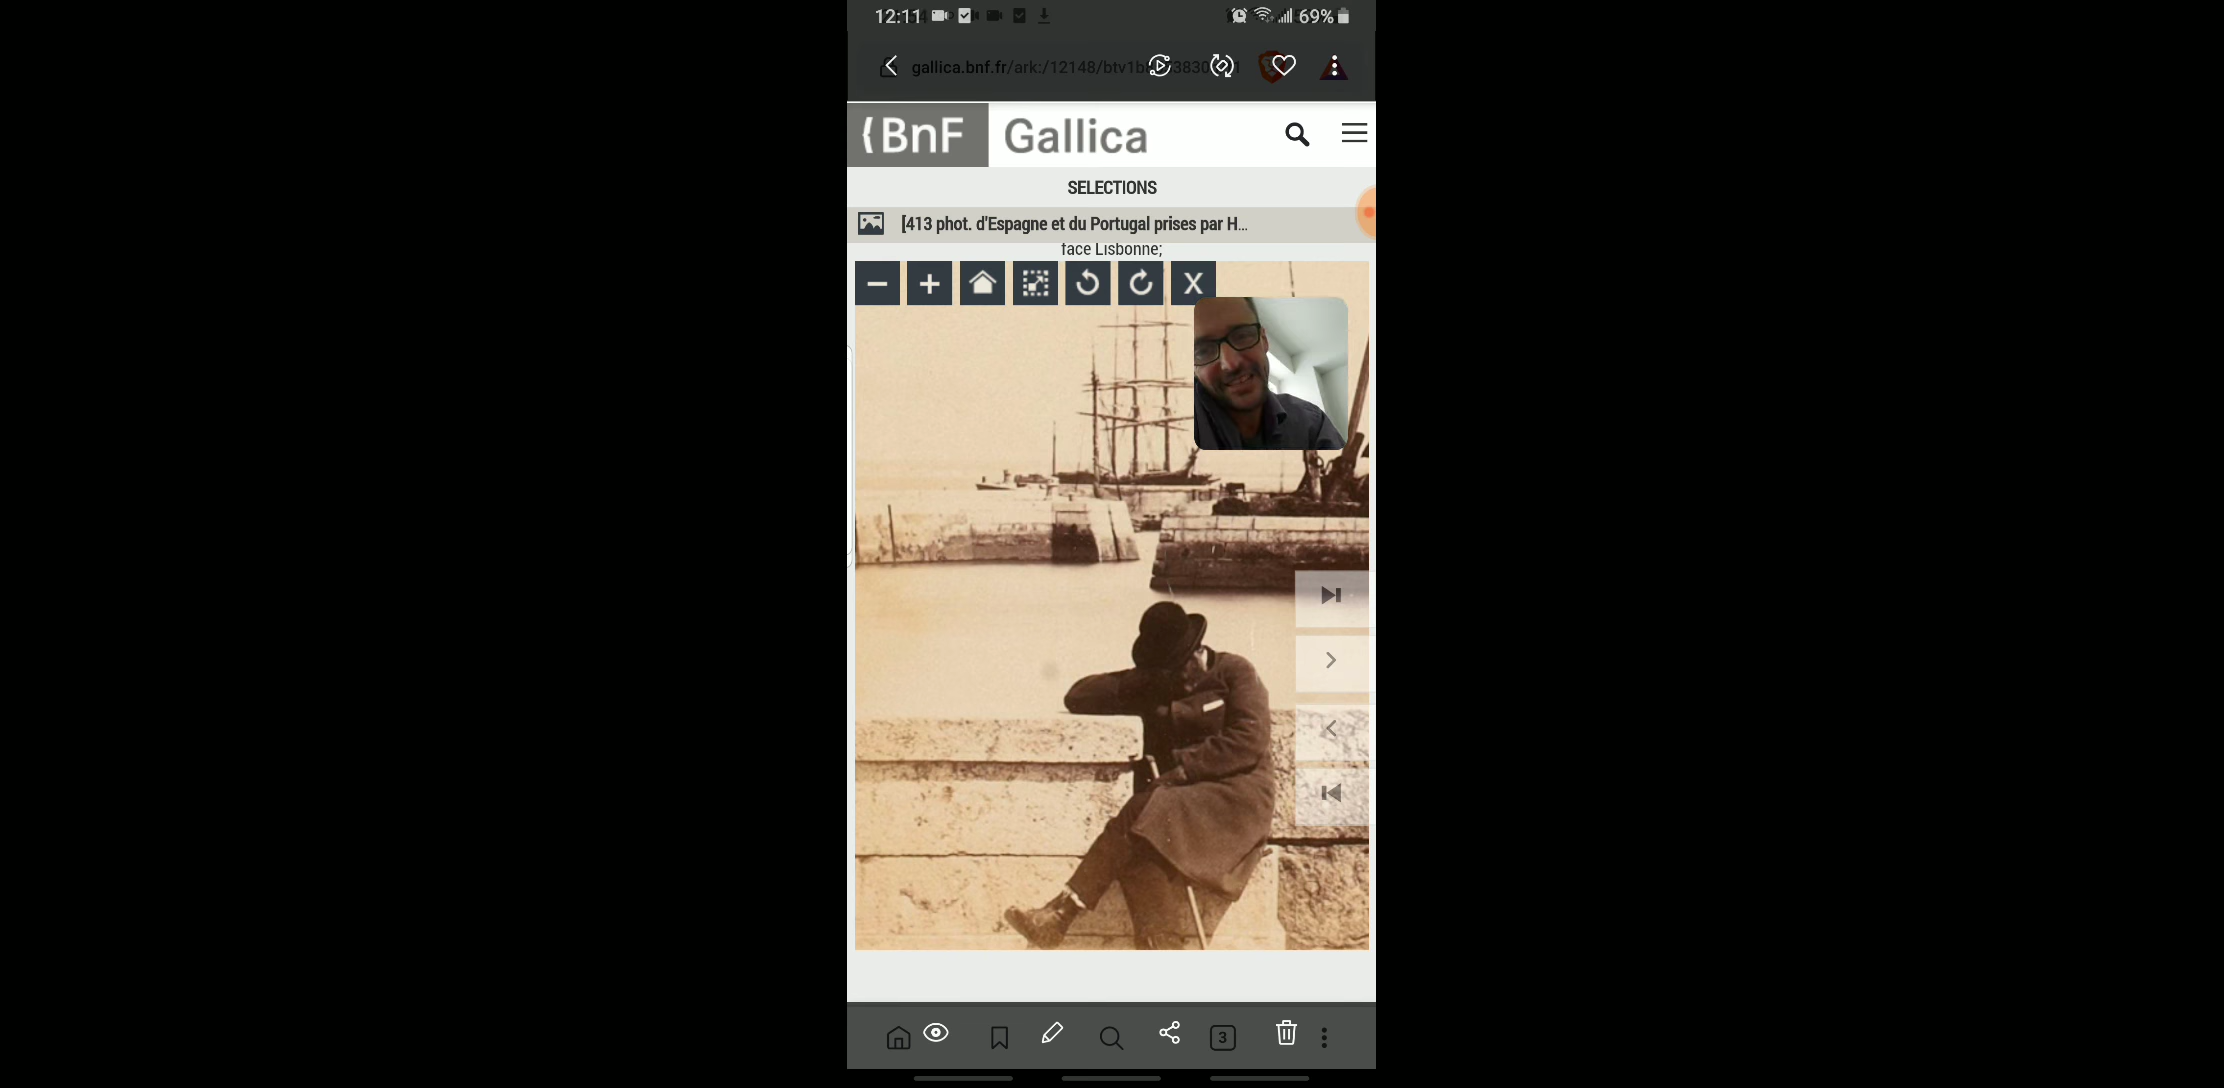 12:11
69%
gallica.bnf.fr/ark:/12148/btv1b
{BnF Gallica
SELECTIONS
[413 phot. d'Espagne et du Portugal prises par H...
face Lisbonne;
X
3